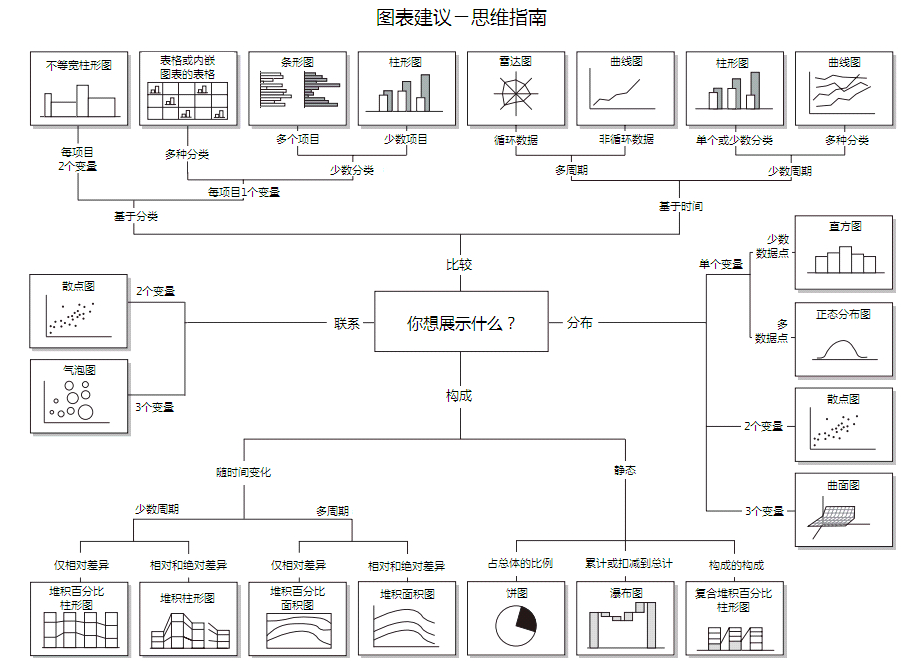 图表建议－思维指南
不等宽柱形图
表格或内嵌
图表的表格
条形图
柱形图
雷达图
曲线图
柱形图
曲线图
每项目
2个变量
多种分类
多个项目
少数项目
循环数据
非循环数据
单个或少数分类
多种分类
少数分类
多周期
少数周期
每项目1个变量
基于分类
基于时间
比较
单个变量
少数
数据点
直方图
散点图
2个变量
联系
你想展示什么？
分布
多
数据点
正态分布图
气泡图
3个变量
构成
2个变量
散点图
3个变量
曲面图
随时间变化
静态
少数周期
多周期
仅相对差异
相对和绝对差异
仅相对差异
相对和绝对差异
占总体的比例
累计或扣减到总计
构成的构成
堆积百分比
柱形图
堆积柱形图
堆积百分比
面积图
堆积面积图
饼图
瀑布图
复合堆积百分比
柱形图